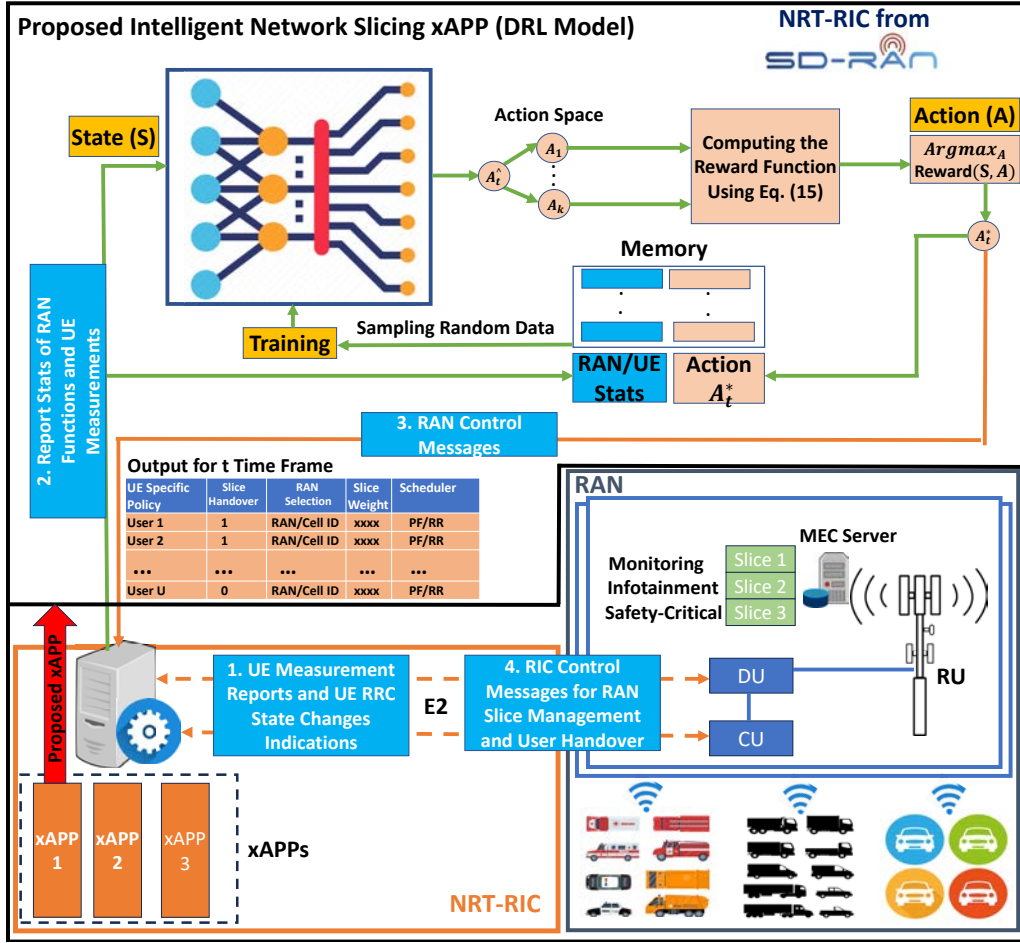 Proposed Intelligent Network Slicing xAPP (DRL Model)
NRT-RIC from
SD-RAN
State (S)
Action Space
A_t^^
A_1
A_k
Computing the
Reward Function
Using Eq. (15)
Action (A)
Argmax_A
Reward(S, A)
A_t^*
Memory
Sampling Random Data
Training
RAN/UE
Stats
Action
A_t^*
2. Report Stats of RAN
Functions and UE
Measurements
3. RAN Control
Messages
Output for t Time Frame
UE Specific Policy | Slice Handover | RAN Selection | Slice Weight | Scheduler
User 1 | 1 | RAN/Cell ID | xxxx | PF/RR
User 2 | 1 | RAN/Cell ID | xxxx | PF/RR
... | ... | ... | ... | ...
User U | 0 | RAN/Cell ID | xxxx | PF/RR
RAN
MEC Server
Monitoring Slice 1
Infotainment Slice 2
Safety-Critical Slice 3
RU
DU
CU
Proposed xAPP
1. UE Measurement
Reports and UE RRC
State Changes
Indications
E2
4. RIC Control
Messages for RAN
Slice Management
and User Handover
xAPP
1
xAPP
2
xAPP
3
xAPPs
NRT-RIC